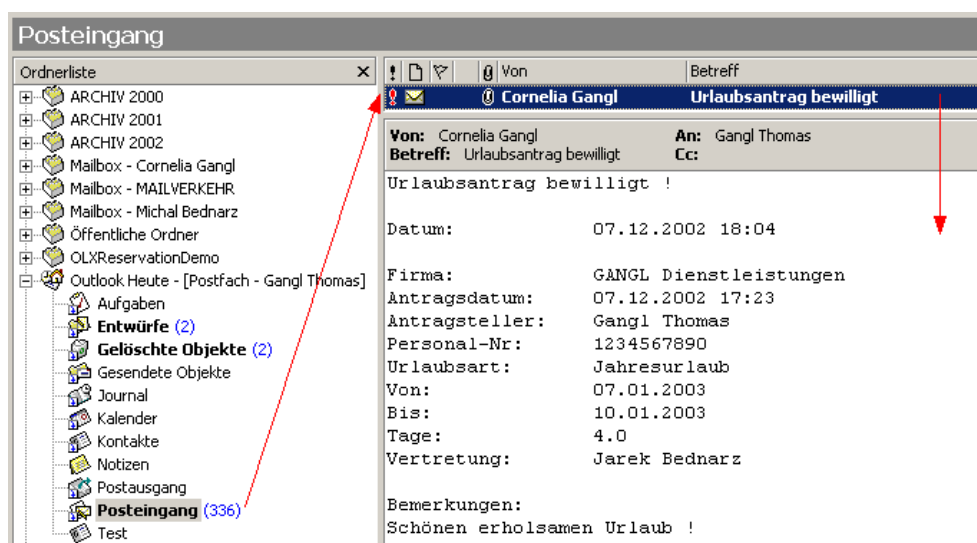 Posteingang
Ordnerliste
ARCHIV 2000
ARCHIV 2001
ARCHIV 2002
Mailbox - Cornelia Gangl
Mailbox - MAILVERKEHR
Mailbox - Michal Bednarz
Öffentliche Ordner
OLXReservationDemo
Outlook Heute - [Postfach - Gangl Thomas]
Aufgaben
Entwürfe (2)
Gelöschte Objekte (2)
Gesendete Objekte
Journal
Kalender
Kontakte
Notizen
Postausgang
Posteingang (336)
Test
! Von Betreff
! Cornelia Gangl Urlaubsantrag bewilligt
Von: Cornelia Gangl An: Gangl Thomas
Betreff: Urlaubsantrag bewilligt Cc:
Urlaubsantrag bewilligt !
Datum: 07.12.2002 18:04
Firma: GANGL Dienstleistungen
Antragsdatum: 07.12.2002 17:23
Antragsteller: Gangl Thomas
Personal-Nr: 1234567890
Urlaubsart: Jahresurlaub
Von: 07.01.2003
Bis: 10.01.2003
Tage: 4.0
Vertretung: Jarek Bednarz
Bemerkungen:
Schönen erholsamen Urlaub !